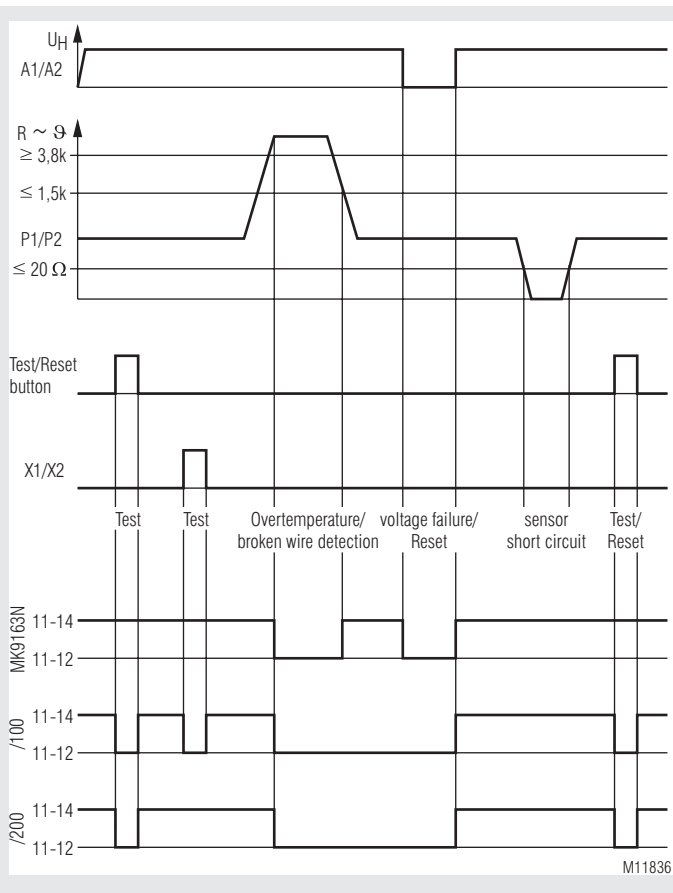 UH
A1/A2
R ~ ϑ
≥ 3,8k
≤ 1,5k
P1/P2
≤ 20 Ω
Test/Reset
button
X1/X2
Test Test Overtemperature/ voltage failure/ sensor Test/
broken wire detection Reset short circuit Reset
MK9163N
11-14
11-12
/100
11-14
11-12
/200
11-14
11-12
M11836